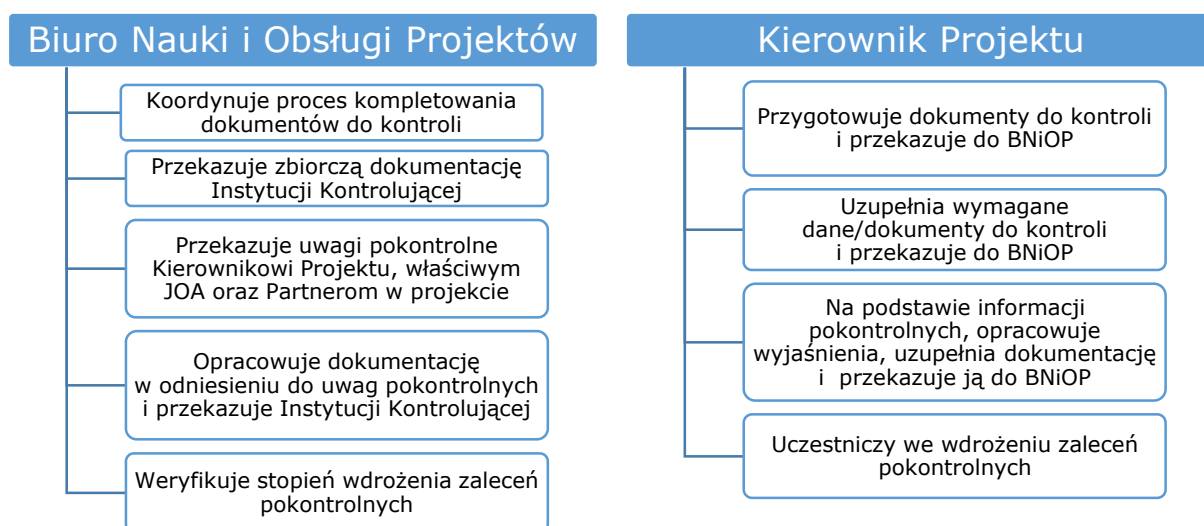 Biuro Nauki i Obsługi Projektów
Koordynuje proces kompletowania
dokumentów do kontroli
Przekazuje zbiorczą dokumentację
Instytucji Kontrolującej
Przekazuje uwagi pokontrolne
Kierownikowi Projektu, właściwym
JOA oraz Partnerom w projekcie
Opracowuje dokumentację
w odniesieniu do uwag pokontrolnych
i przekazuje Instytucji Kontrolującej
Weryfikuje stopień wdrożenia zaleceń
pokontrolnych
Kierownik Projektu
Przygotowuje dokumenty do kontroli
i przekazuje do BNiOP
Uzupełnia wymagane
dane/dokumenty do kontroli
i przekazuje do BNiOP
Na podstawie informacji
pokontrolnych, opracowuje
wyjaśnienia, uzupełnia dokumentację
i przekazuje ją do BNiOP
Uczestniczy we wdrożeniu zaleceń
pokontrolnych